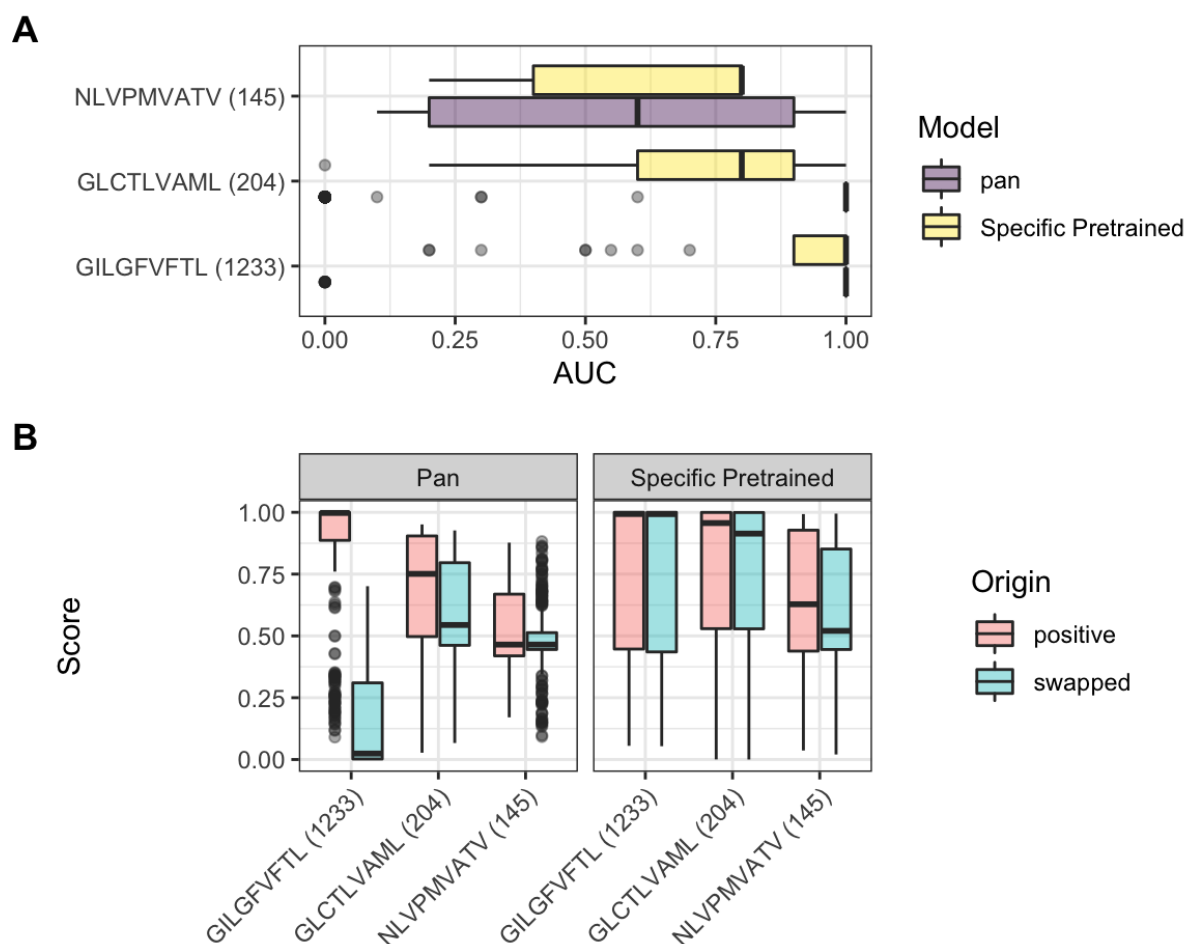 A
NLVPMVATV (145)
GLCTLVAML (204)
GILGFVFTL (1233)
0.00 0.25 0.50 0.75 1.00
AUC
Model
pan
Specific Pretrained
B
Pan Specific Pretrained
Score
1.00
0.75
0.50
0.25
0.00
GILGFVFTL (1233)
GLCTLVAML (204)
NLVPMVATV (145)
GILGFVFTL (1233)
GLCTLVAML (204)
NLVPMVATV (145)
Origin
positive
swapped